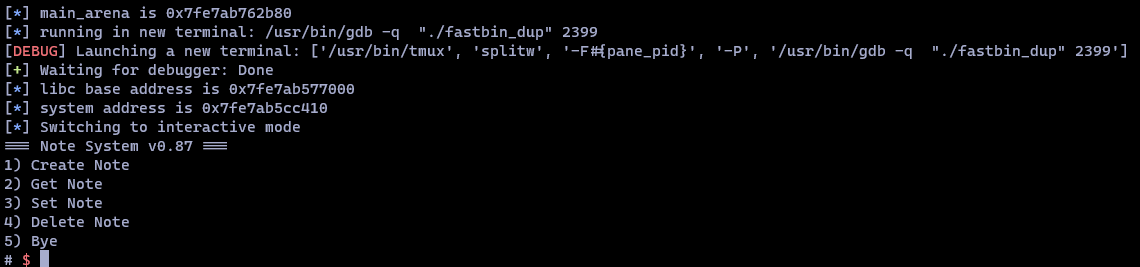 [*] main_arena is 0x7fe7ab762b80
[*] running in new terminal: /usr/bin/gdb -q  "./fastbin_dup" 2399
[DEBUG] Launching a new terminal: ['/usr/bin/tmux', 'splitw', '-F#{pane_pid}', '-P', '/usr/bin/gdb -q  "./fastbin_dup" 2399']
[+] Waiting for debugger: Done
[*] libc base address is 0x7fe7ab577000
[*] system address is 0x7fe7ab5cc410
[*] Switching to interactive mode
=== Note System v0.87 ===
1) Create Note
2) Get Note
3) Set Note
4) Delete Note
5) Bye
# $